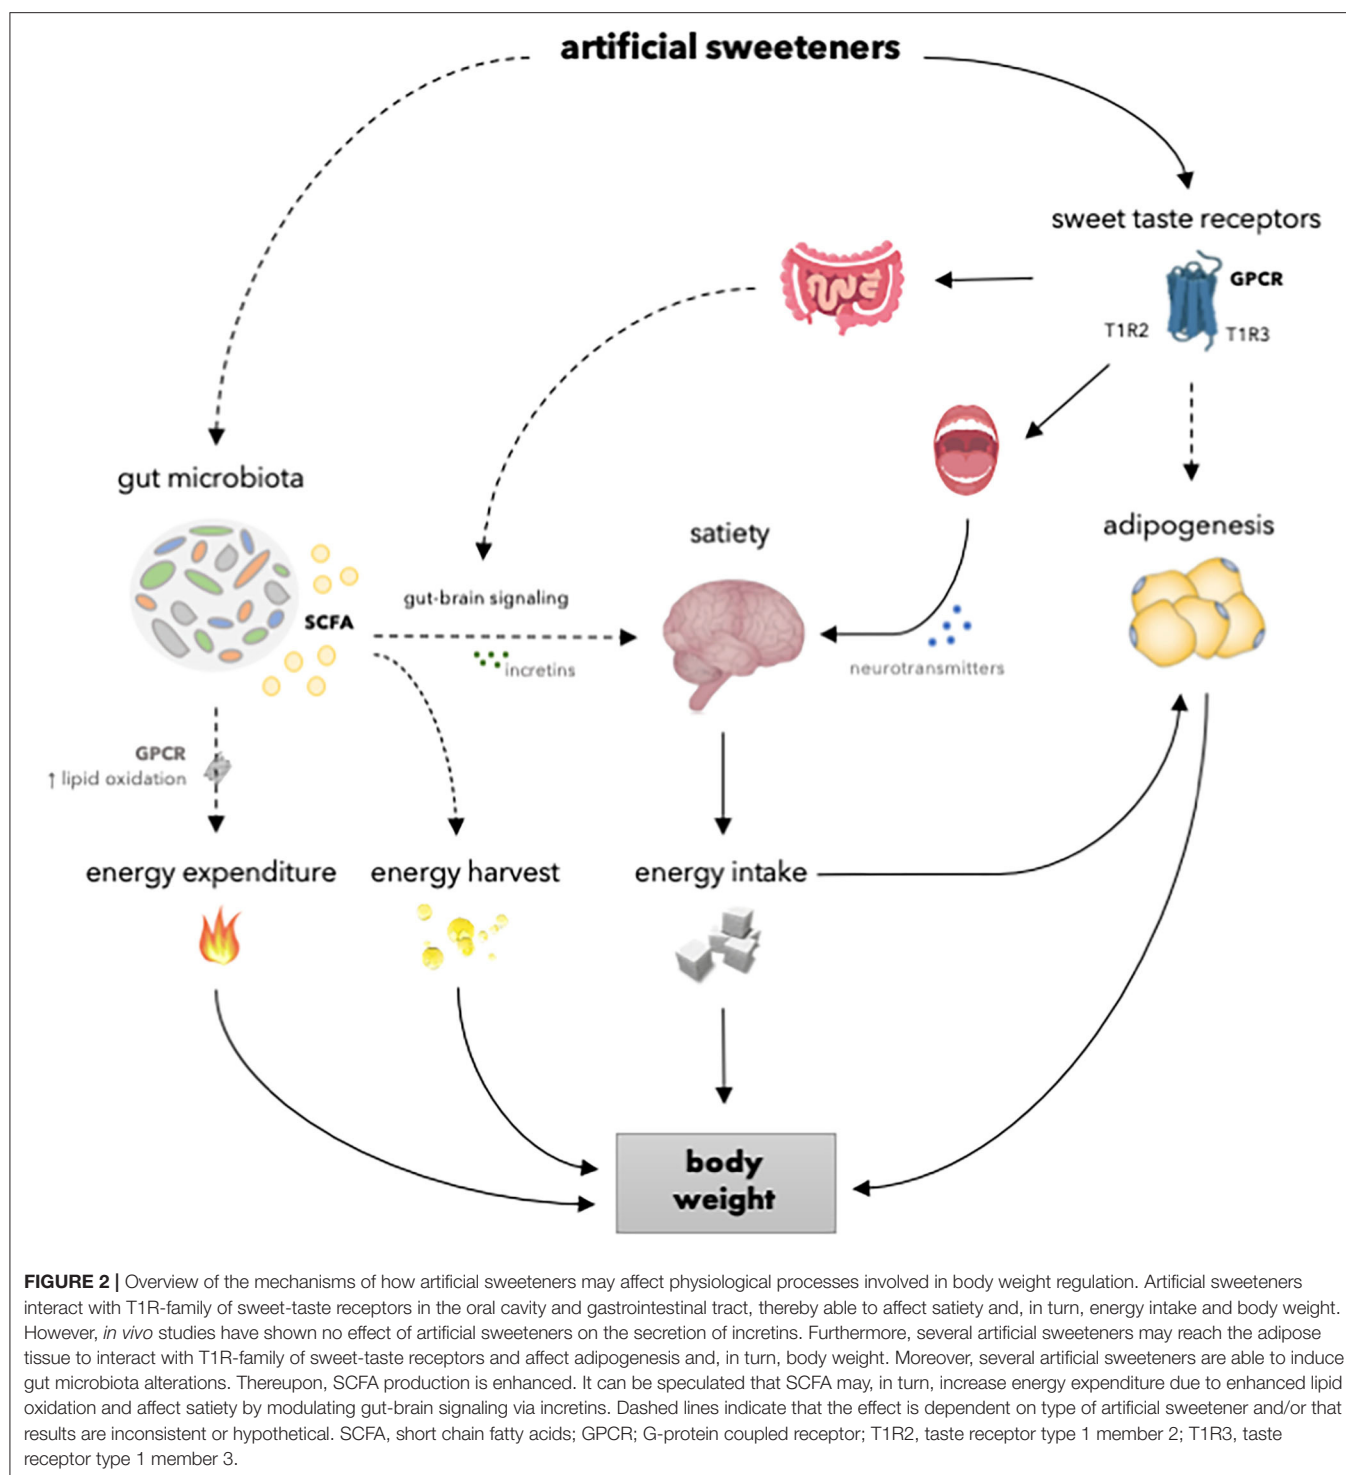 artificial sweeteners
sweet taste receptors
GPCR
T1R2
T1R3
gut microbiota
satiety
adipogenesis
gut-brain signaling
SCFA
incretins
neurotransmitters
GPCR
↑ lipid oxidation
energy expenditure
energy harvest
energy intake
body
weight
FIGURE 2 | Overview of the mechanisms of how artificial sweeteners may affect physiological processes involved in body weight regulation. Artificial sweeteners
interact with T1R-family of sweet-taste receptors in the oral cavity and gastrointestinal tract, thereby able to affect satiety and, in turn, energy intake and body weight.
However, in vivo studies have shown no effect of artificial sweeteners on the secretion of incretins. Furthermore, several artificial sweeteners may reach the adipose
tissue to interact with T1R-family of sweet-taste receptors and affect adipogenesis and, in turn, body weight. Moreover, several artificial sweeteners are able to induce
gut microbiota alterations. Thereupon, SCFA production is enhanced. It can be speculated that SCFA may, in turn, increase energy expenditure due to enhanced lipid
oxidation and affect satiety by modulating gut-brain signaling via incretins. Dashed lines indicate that the effect is dependent on type of artificial sweetener and/or that
results are inconsistent or hypothetical. SCFA, short chain fatty acids; GPCR; G-protein coupled receptor; T1R2, taste receptor type 1 member 2; T1R3, taste
receptor type 1 member 3.